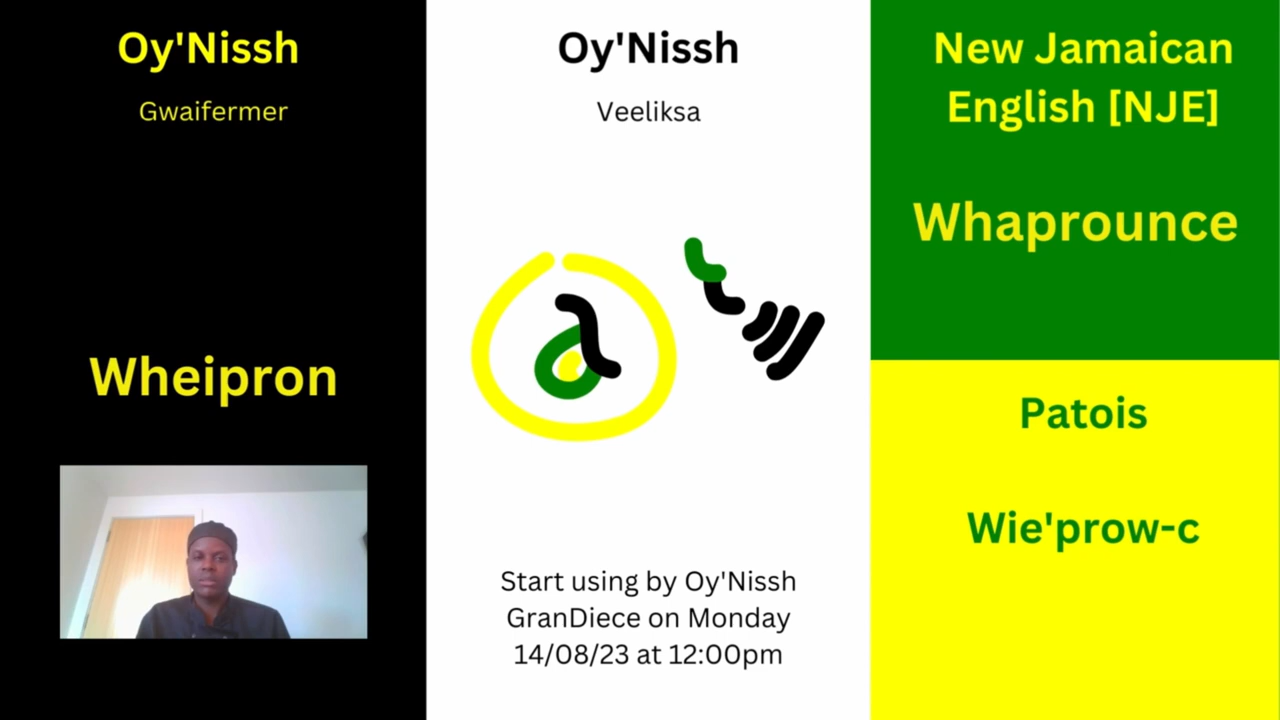 Oy'Nissh
Gwaifermer
Wheipron
Oy'Nissh
Veeliksa
Start using by Oy'Nissh
GranDiece on Monday
14/08/23 at 12:00pm
New Jamaican
English [NJE]
Whaprounce
Patois
Wie'prow-c